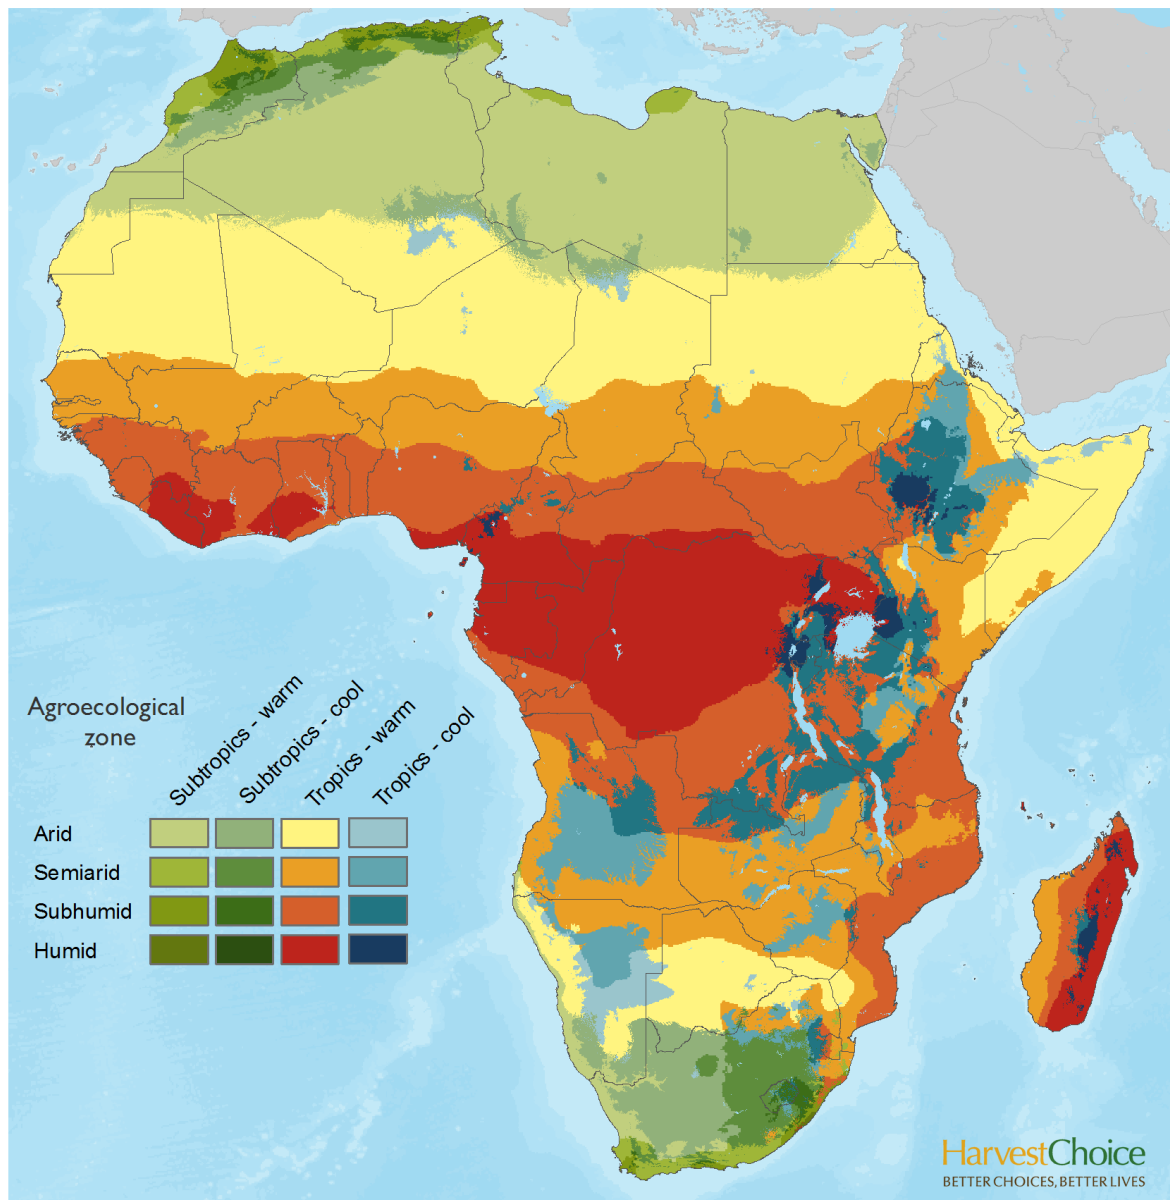 Agroecological
zone
Subtropics - warm
Subtropics - cool
Tropics - warm
Tropics - cool
Arid
Semiarid
Subhumid
Humid
HarvestChoice
BETTER CHOICES, BETTER LIVES